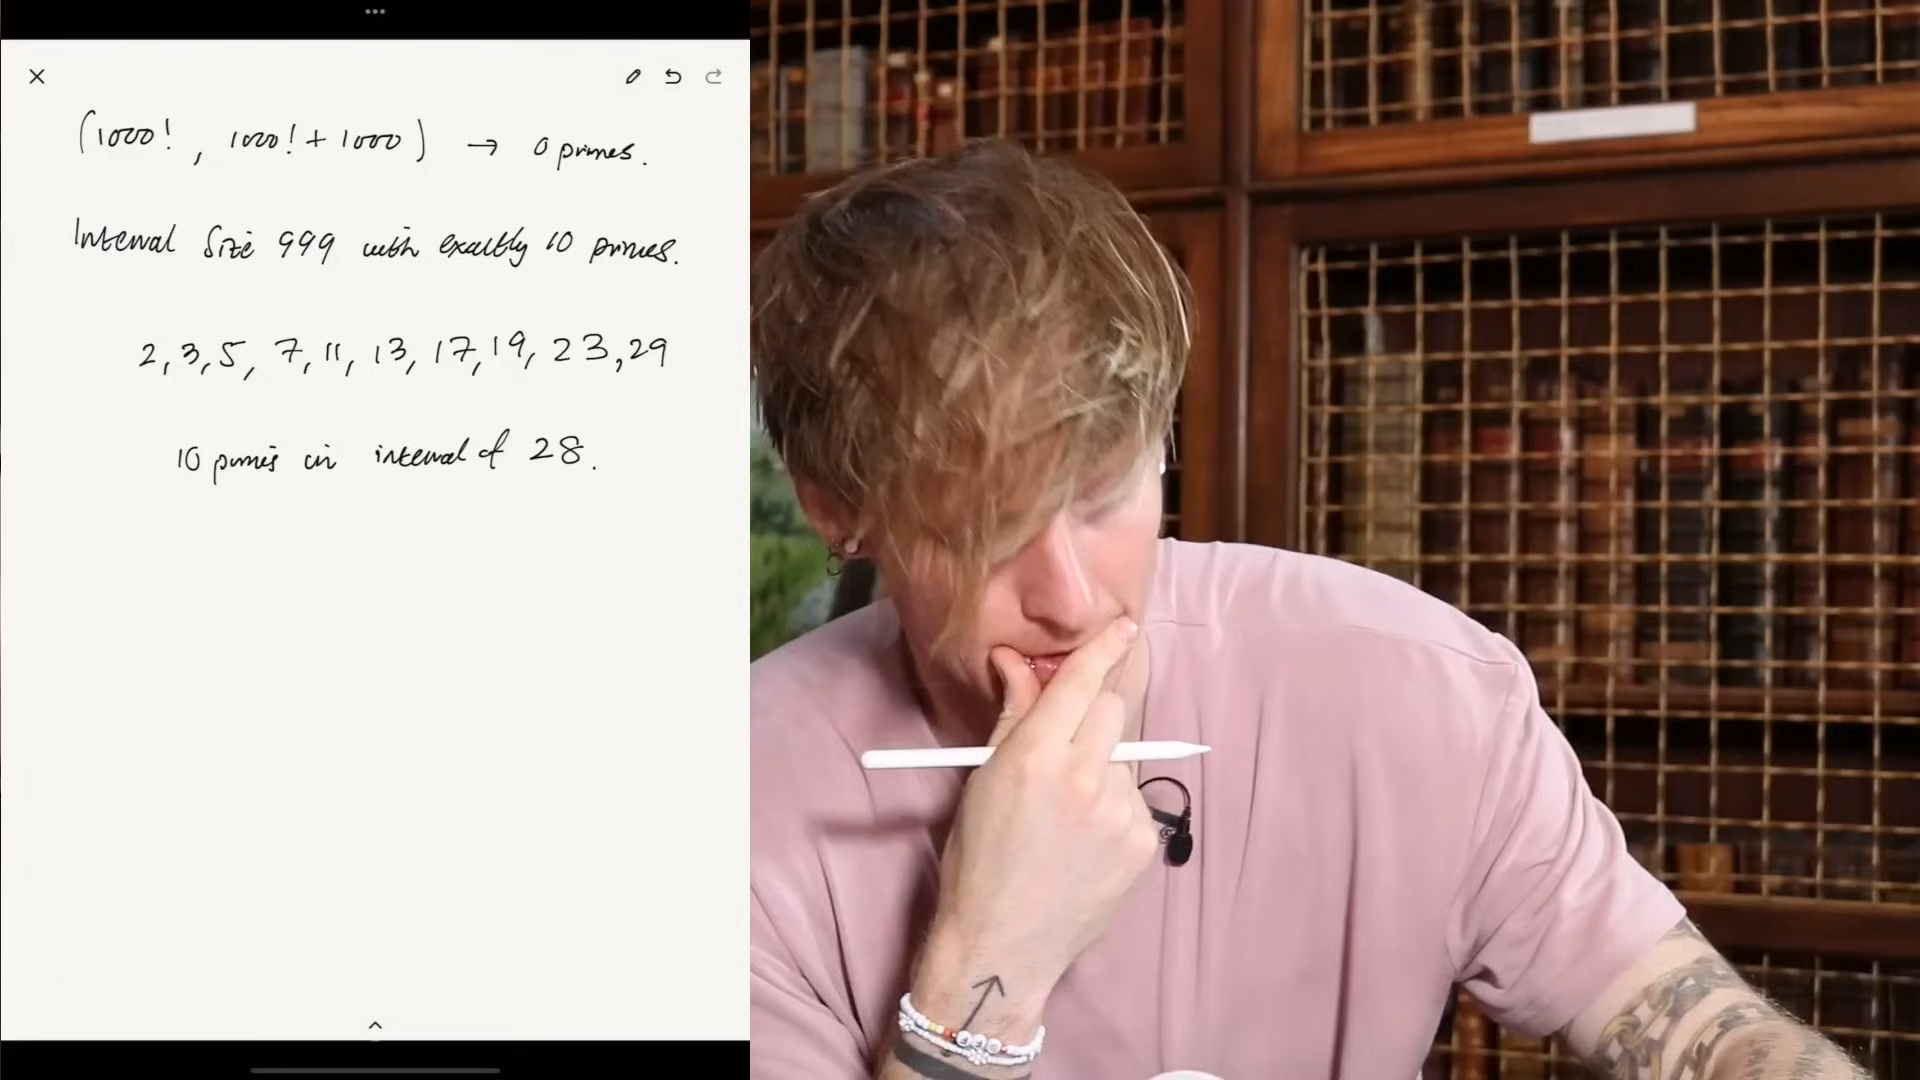 (1000! , 1000! + 1000) → 0 primes.
Interval Size 999 with exactly 10 primes.
2, 3, 5, 7, 11, 13, 17, 19, 23, 29
10 primes in interval of 28.